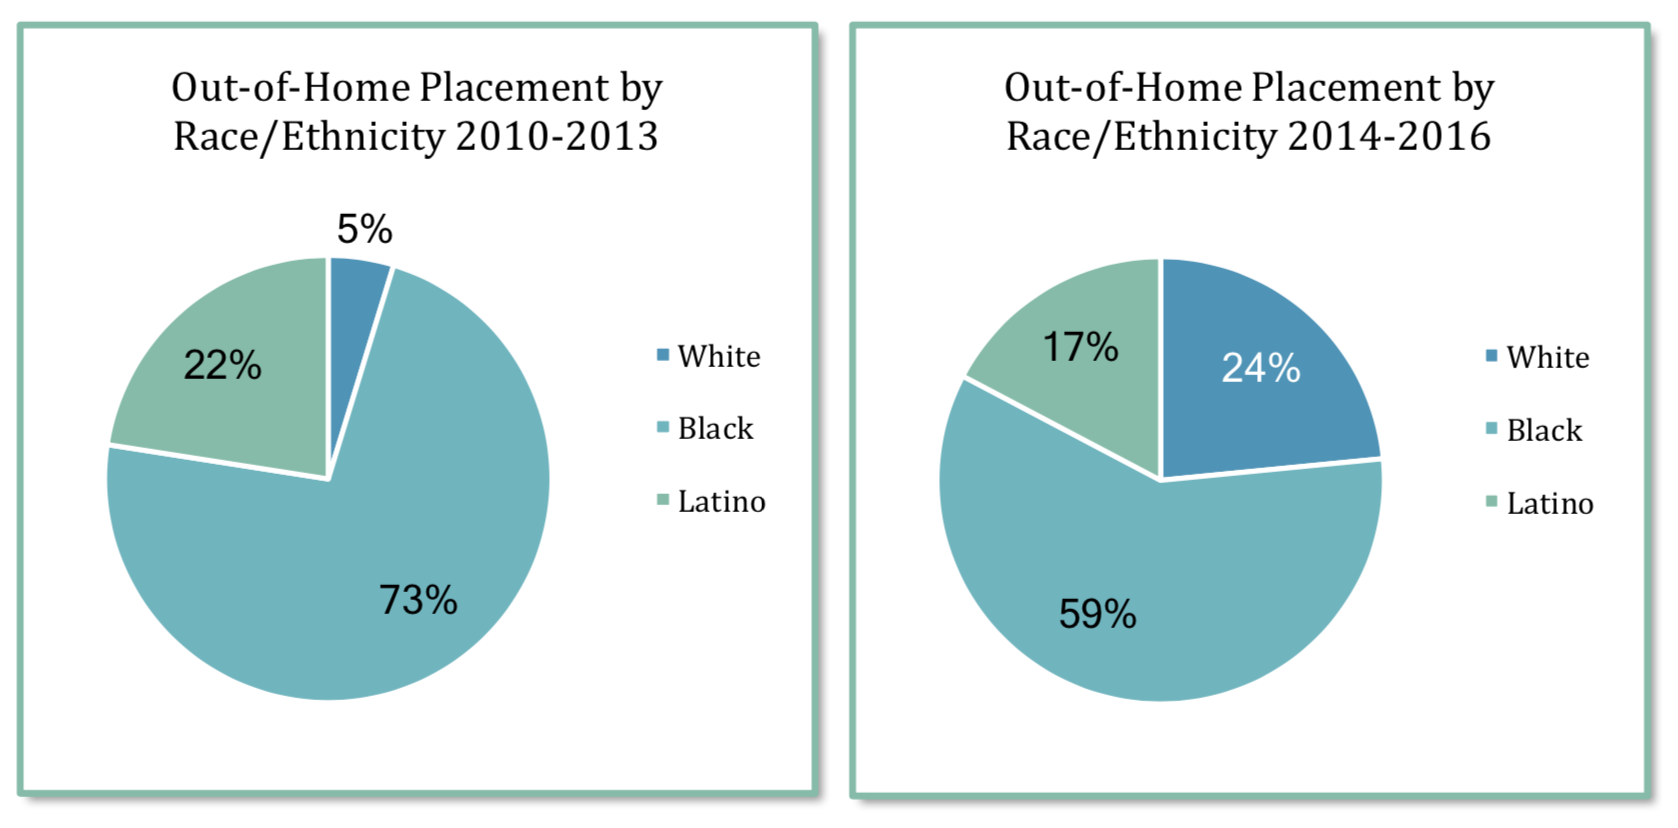 Out-of-Home Placement by
Race/Ethnicity 2010-2013
5%
22%
73%
White
Black
Latino
Out-of-Home Placement by
Race/Ethnicity 2014-2016
17%
24%
59%
White
Black
Latino